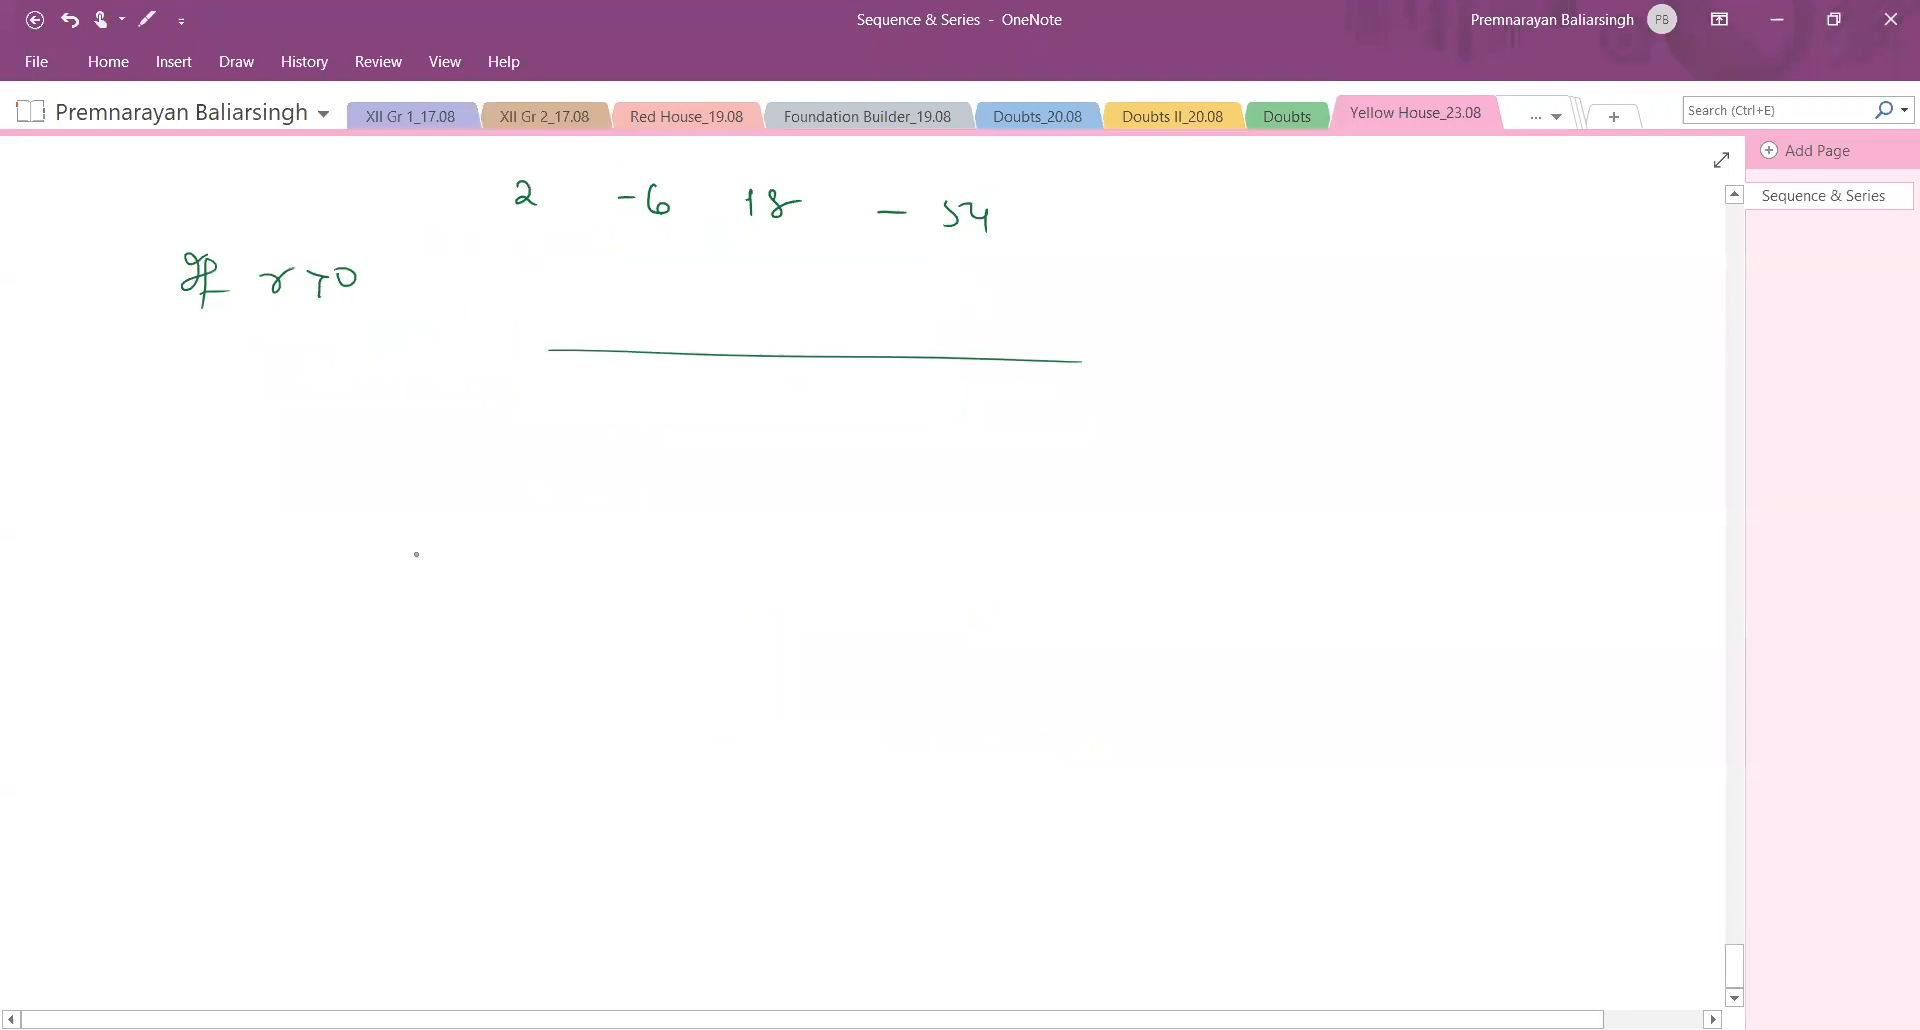 Sequence & Series - OneNote
Premnarayan Baliarsingh PB
File Home Insert Draw History Review View Help
Premnarayan Baliarsingh
XII Gr 1_17.08 XII Gr 2_17.08 Red House_19.08 Foundation Builder_19.08 Doubts_20.08 Doubts II_20.08 Doubts Yellow House_23.08 ... +
Search (Ctrl+E)
Add Page
Sequence & Series
2 -6 18 - 54
If r>0